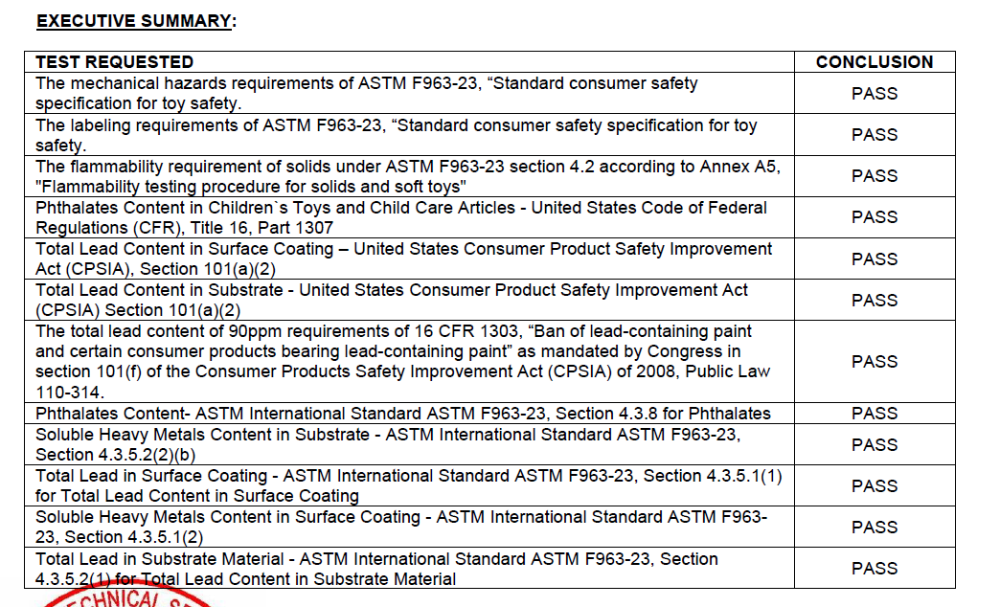 EXECUTIVE SUMMARY:
TEST REQUESTED CONCLUSION
The mechanical hazards requirements of ASTM F963-23, “Standard consumer safety
specification for toy safety.
PASS
The labeling requirements of ASTM F963-23, “Standard consumer safety specification for toy
safety.
PASS
The flammability requirement of solids under ASTM F963-23 section 4.2 according to Annex A5,
"Flammability testing procedure for solids and soft toys"
PASS
Phthalates Content in Children`s Toys and Child Care Articles - United States Code of Federal
Regulations (CFR), Title 16, Part 1307
PASS
Total Lead Content in Surface Coating – United States Consumer Product Safety Improvement
Act (CPSIA), Section 101(a)(2)
PASS
Total Lead Content in Substrate - United States Consumer Product Safety Improvement Act
(CPSIA) Section 101(a)(2)
PASS
The total lead content of 90ppm requirements of 16 CFR 1303, “Ban of lead-containing paint
and certain consumer products bearing lead-containing paint” as mandated by Congress in
section 101(f) of the Consumer Products Safety Improvement Act (CPSIA) of 2008, Public Law
110-314.
PASS
Phthalates Content- ASTM International Standard ASTM F963-23, Section 4.3.8 for Phthalates PASS
Soluble Heavy Metals Content in Substrate - ASTM International Standard ASTM F963-23,
Section 4.3.5.2(2)(b)
PASS
Total Lead in Surface Coating - ASTM International Standard ASTM F963-23, Section 4.3.5.1(1)
for Total Lead Content in Surface Coating
PASS
Soluble Heavy Metals Content in Surface Coating - ASTM International Standard ASTM F963-
23, Section 4.3.5.1(2)
PASS
Total Lead in Substrate Material - ASTM International Standard ASTM F963-23, Section
4.3.5.2(1) for Total Lead Content in Substrate Material
PASS
TECHNICAL